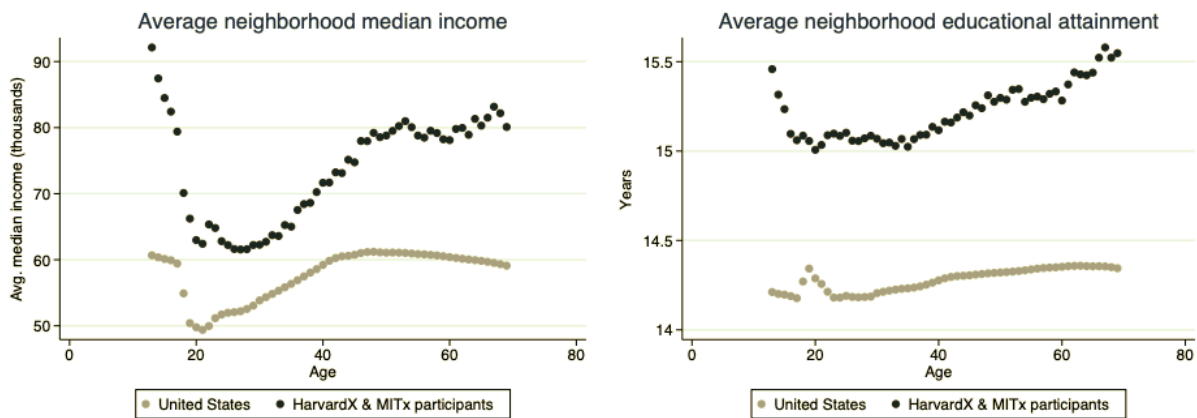 Average neighborhood median income
Avg. median income (thousands)
90
80
70
60
50
0
20
40
60
80
Age
United States
HarvardX & MITx participants
Average neighborhood educational attainment
Years
15.5
15
14.5
14
0
20
40
60
80
Age
United States
HarvardX & MITx participants